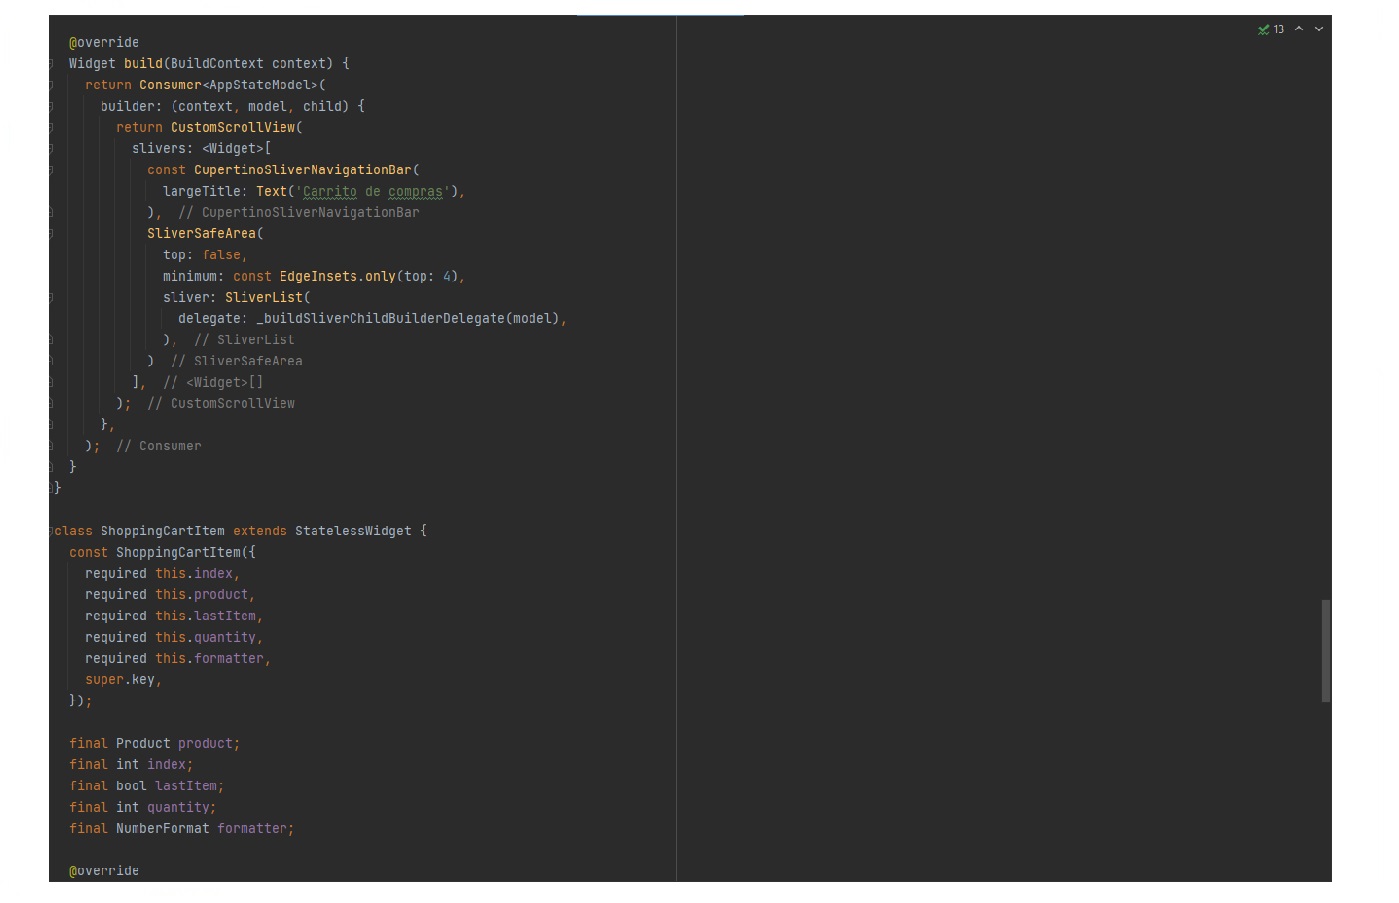 13
@override
Widget build(BuildContext context) {
return Consumer<AppStateModel>(
builder: (context, model, child) {
return CustomScrollView(
slivers: <Widget>[
const CupertinoSliverNavigationBar(
largeTitle: Text('Carrito de compras'),
), // CupertinoSliverNavigationBar
SliverSafeArea(
top: false,
minimum: const EdgeInsets.only(top: 4),
sliver: SliverList(
delegate: _buildSliverChildBuilderDelegate(model),
), // SliverList
) // SliverSafeArea
], // <Widget>[]
); // CustomScrollView
},
); // Consumer
}
}
class ShoppingCartItem extends StatelessWidget {
const ShoppingCartItem({
required this.index,
required this.product,
required this.lastItem,
required this.quantity,
required this.formatter,
super.key,
});
final Product product;
final int index;
final bool lastItem;
final int quantity;
final NumberFormat formatter;
@override